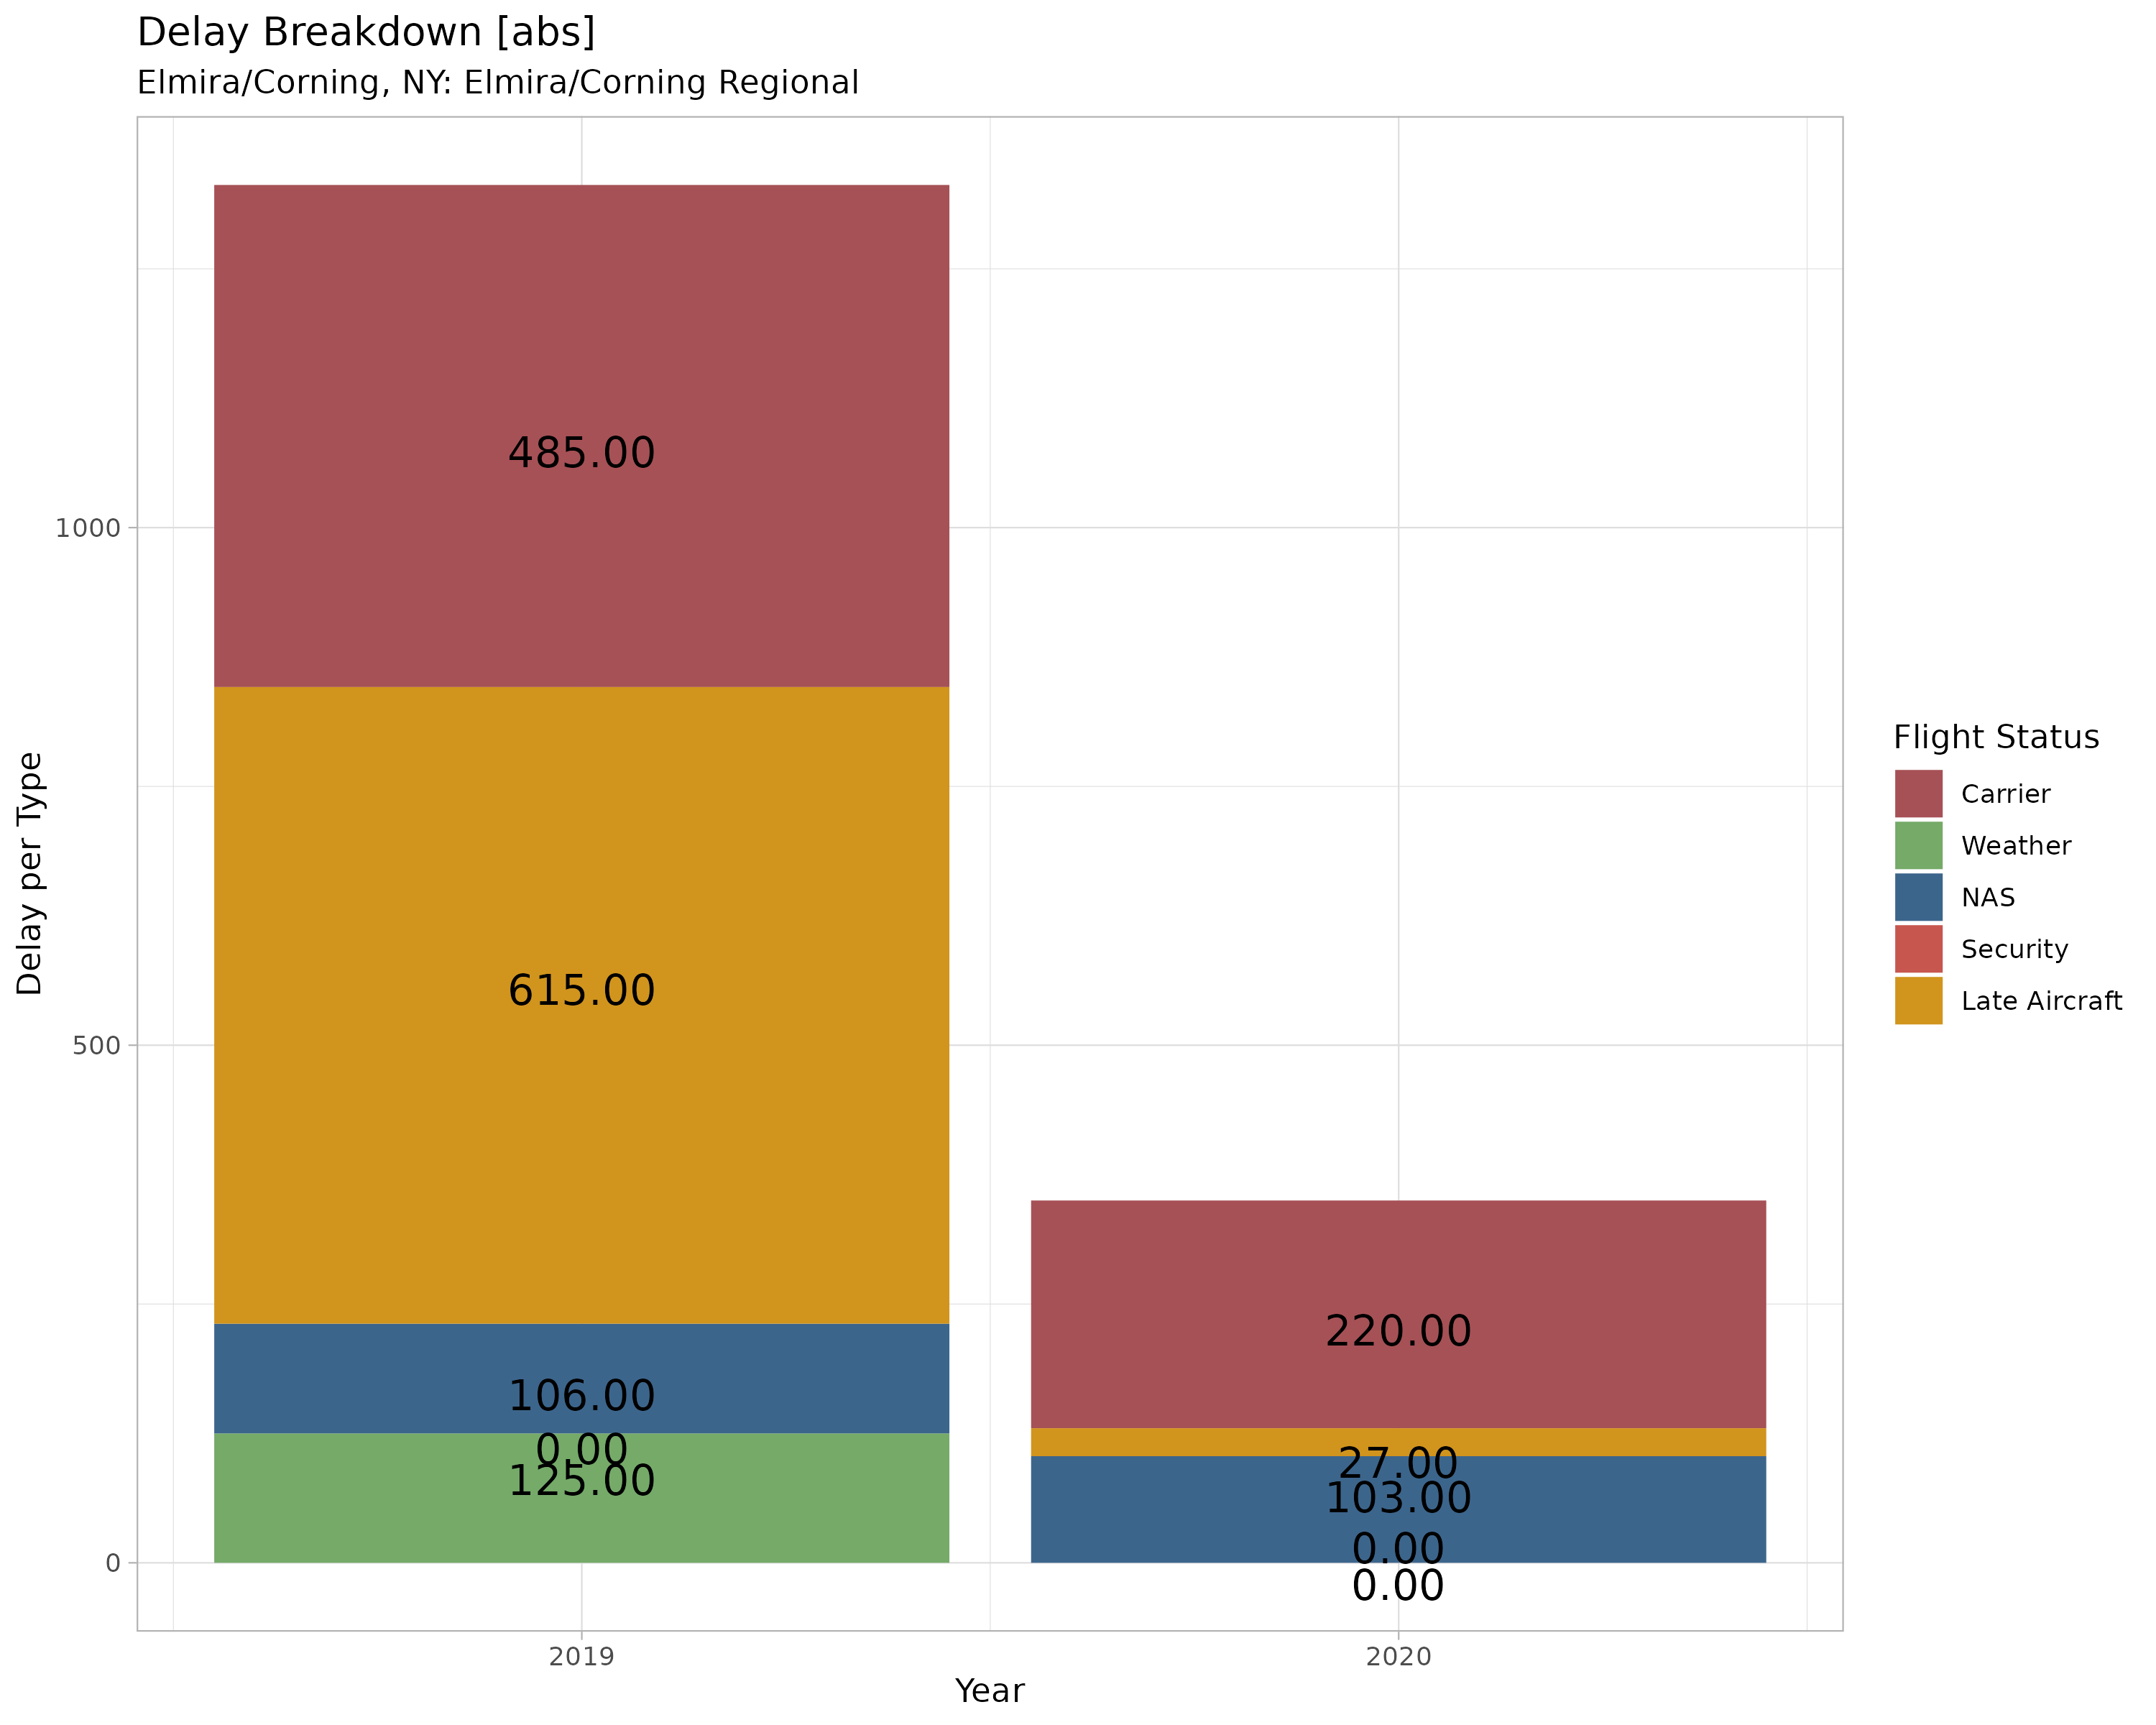 Delay Breakdown [abs]
Elmira/Corning, NY: Elmira/Corning Regional
Delay per Type
1000
500
0
485.00
615.00
106.00
0.00
125.00
220.00
27.00
103.00
0.00
0.00
2019
2020
Year
Flight Status
Carrier
Weather
NAS
Security
Late Aircraft